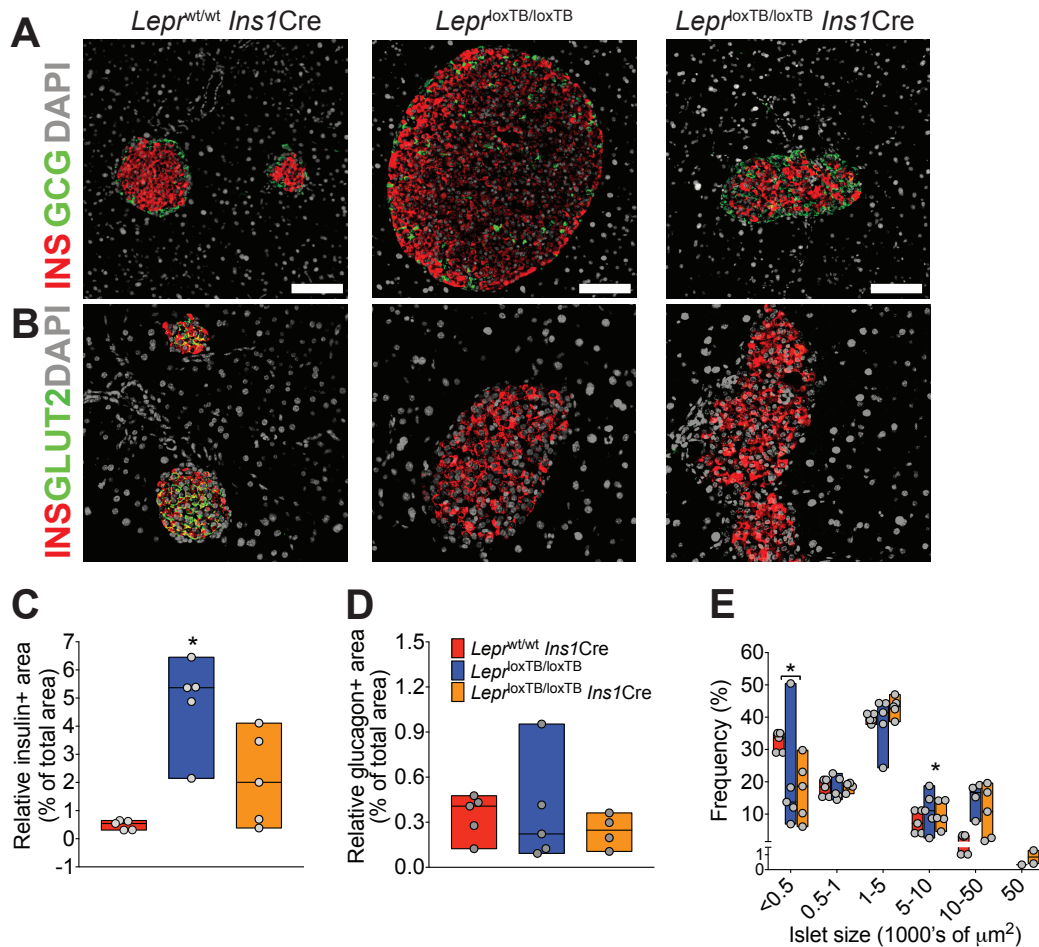 A
Lepr^wt/wt Ins1Cre
Lepr^loxTB/loxTB
Lepr^loxTB/loxTB Ins1Cre
INS GCG DAPI
B
INSGLUT2DAPI
C
Relative insulin+ area
(% of total area)
7
6
5
4
3
2
1
0
-1
*
D
Relative glucagon+ area
(% of total area)
1.5
1.2
0.9
0.6
0.3
0.0
Lepr^wt/wt Ins1Cre
Lepr^loxTB/loxTB
Lepr^loxTB/loxTB Ins1Cre
E
Frequency (%)
60
50
40
30
20
10
1
0
*
*
<0.5
0.5-1
1-5
5-10
10-50
50
Islet size (1000's of μm²)